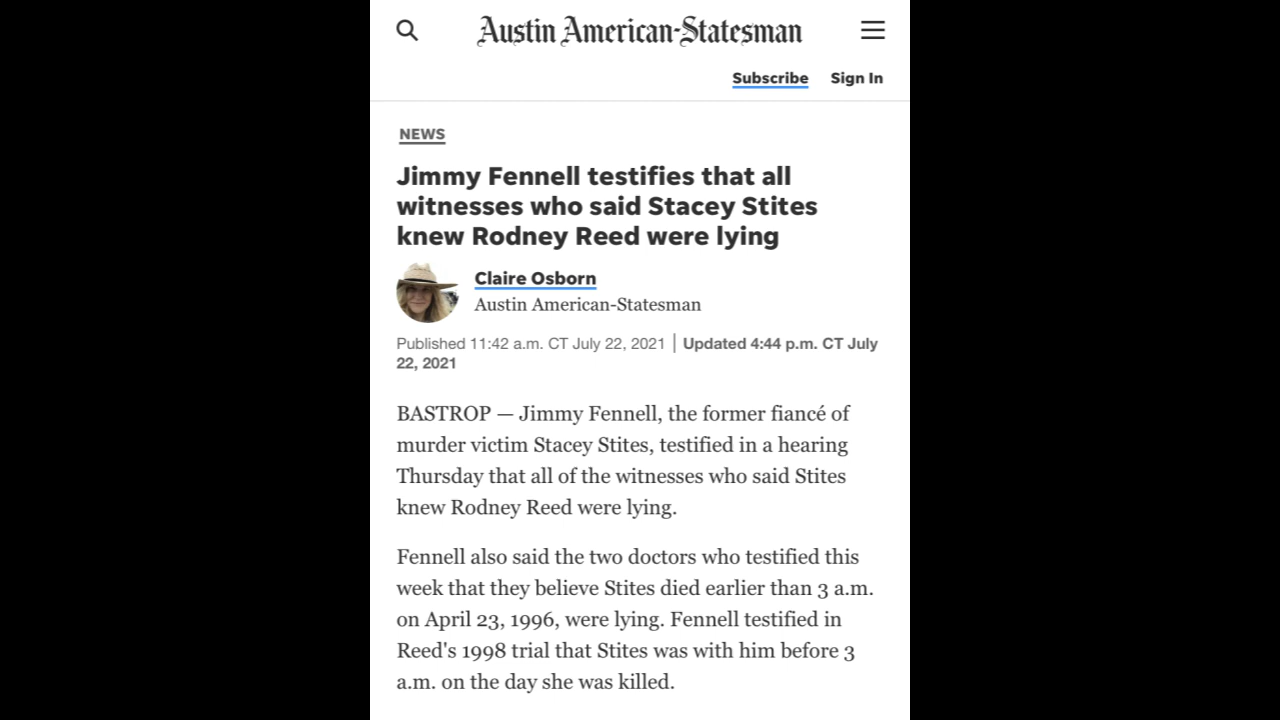 Austin American-Statesman
Subscribe Sign In
NEWS
Jimmy Fennell testifies that all
witnesses who said Stacey Stites
knew Rodney Reed were lying
Claire Osborn
Austin American-Statesman
Published 11:42 a.m. CT July 22, 2021 | Updated 4:44 p.m. CT July
22, 2021
BASTROP — Jimmy Fennell, the former fiancé of
murder victim Stacey Stites, testified in a hearing
Thursday that all of the witnesses who said Stites
knew Rodney Reed were lying.
Fennell also said the two doctors who testified this
week that they believe Stites died earlier than 3 a.m.
on April 23, 1996, were lying. Fennell testified in
Reed's 1998 trial that Stites was with him before 3
a.m. on the day she was killed.